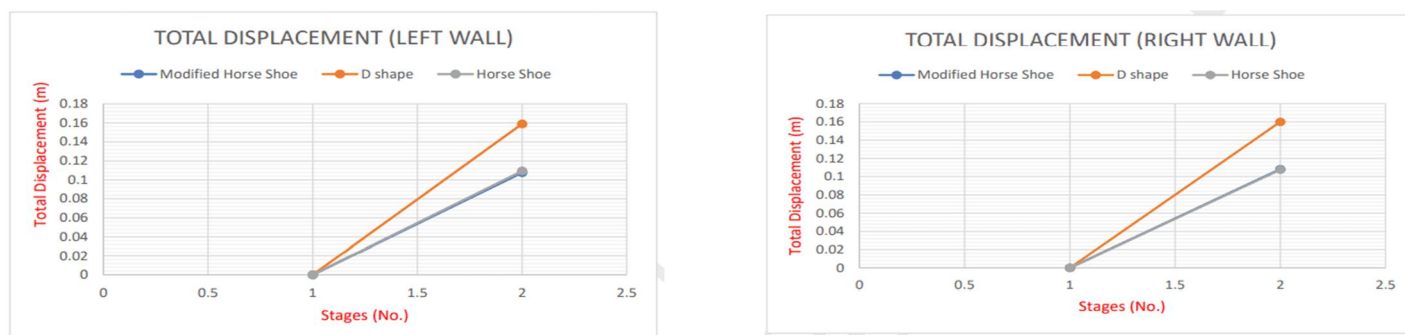 TOTAL DISPLACEMENT (LEFT WALL)
Modified Horse Shoe D shape Horse Shoe
Total Displacement (m)
0.18
0.16
0.14
0.12
0.1
0.08
0.06
0.04
0.02
0
0 0.5 1 1.5 2 2.5
Stages (No.)
TOTAL DISPLACEMENT (RIGHT WALL)
Modified Horse Shoe D shape Horse Shoe
Total Displacement (m)
0.18
0.16
0.14
0.12
0.1
0.08
0.06
0.04
0.02
0
0 0.5 1 1.5 2 2.5
Stages (No.)